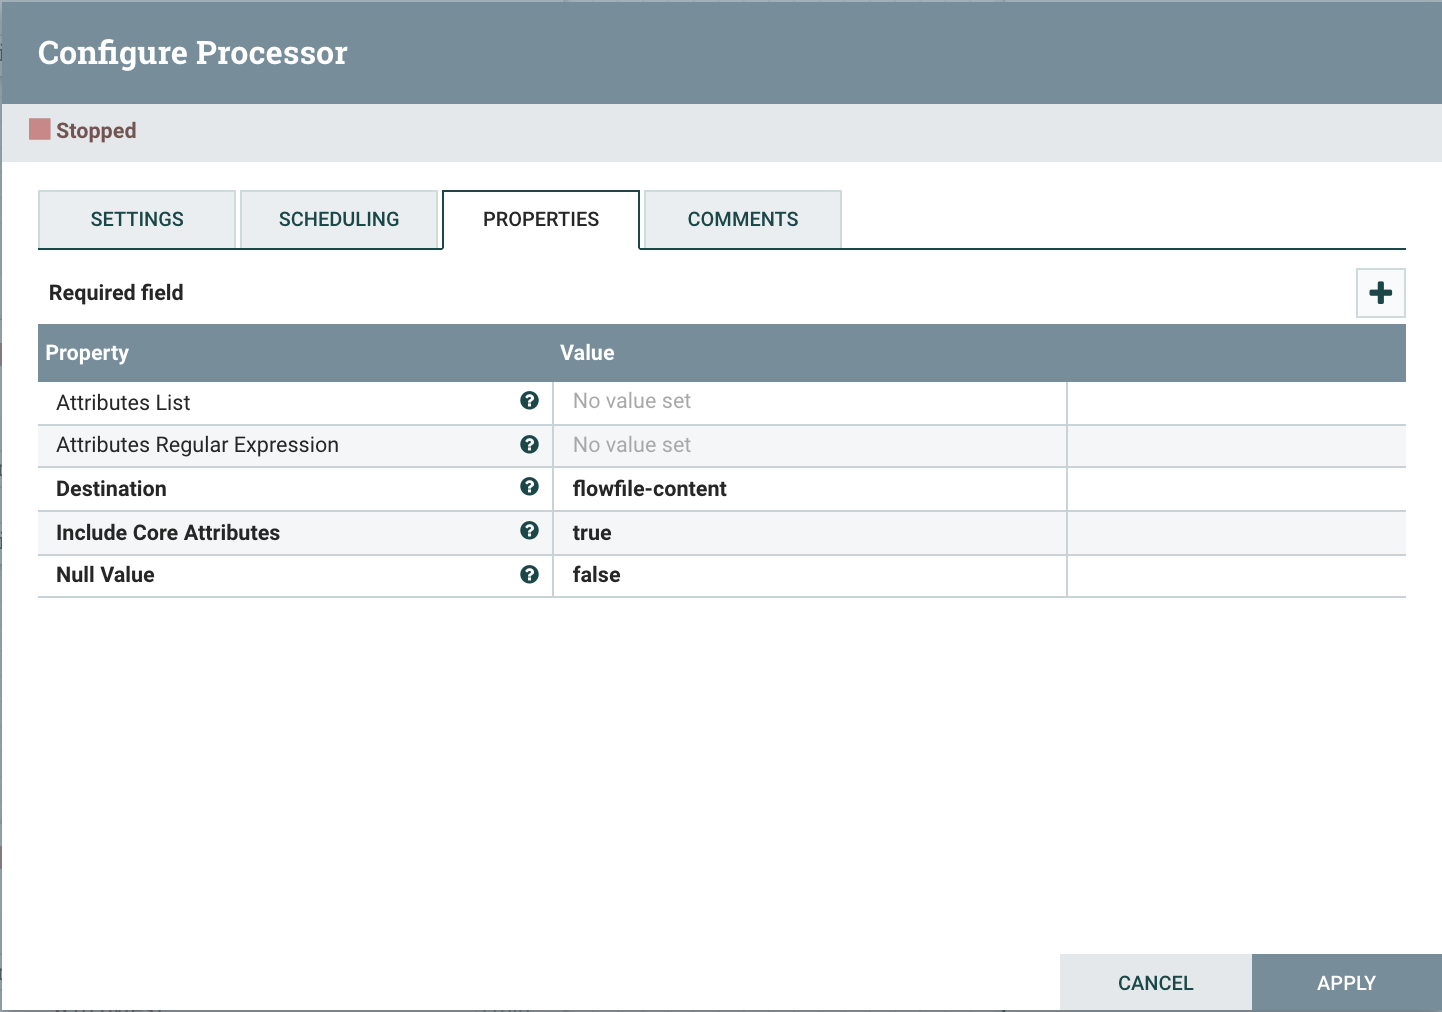 Configure Processor
Stopped
SETTINGS SCHEDULING PROPERTIES COMMENTS
Required field
Property Value
Attributes List No value set
Attributes Regular Expression No value set
Destination flowfile-content
Include Core Attributes true
Null Value false
CANCEL APPLY